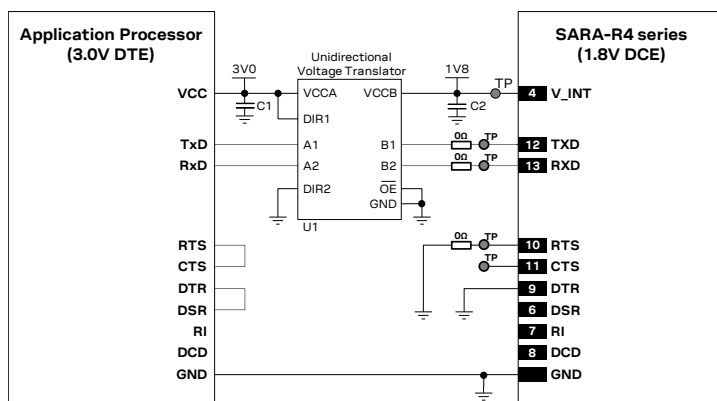 Application Processor
(3.0V DTE)
SARA-R4 series
(1.8V DCE)
Unidirectional
Voltage Translator
3V0
1V8
TP
VCC
C1
VCCA
VCCB
C2
4
V_INT
DIR1
0Ω
TP
TxD
A1
B1
12
TXD
0Ω
TP
RxD
A2
B2
13
RXD
DIR2
OE
GND
U1
0Ω
TP
RTS
10
RTS
TP
CTS
11
CTS
DTR
9
DTR
DSR
6
DSR
RI
7
RI
DCD
8
DCD
GND
GND